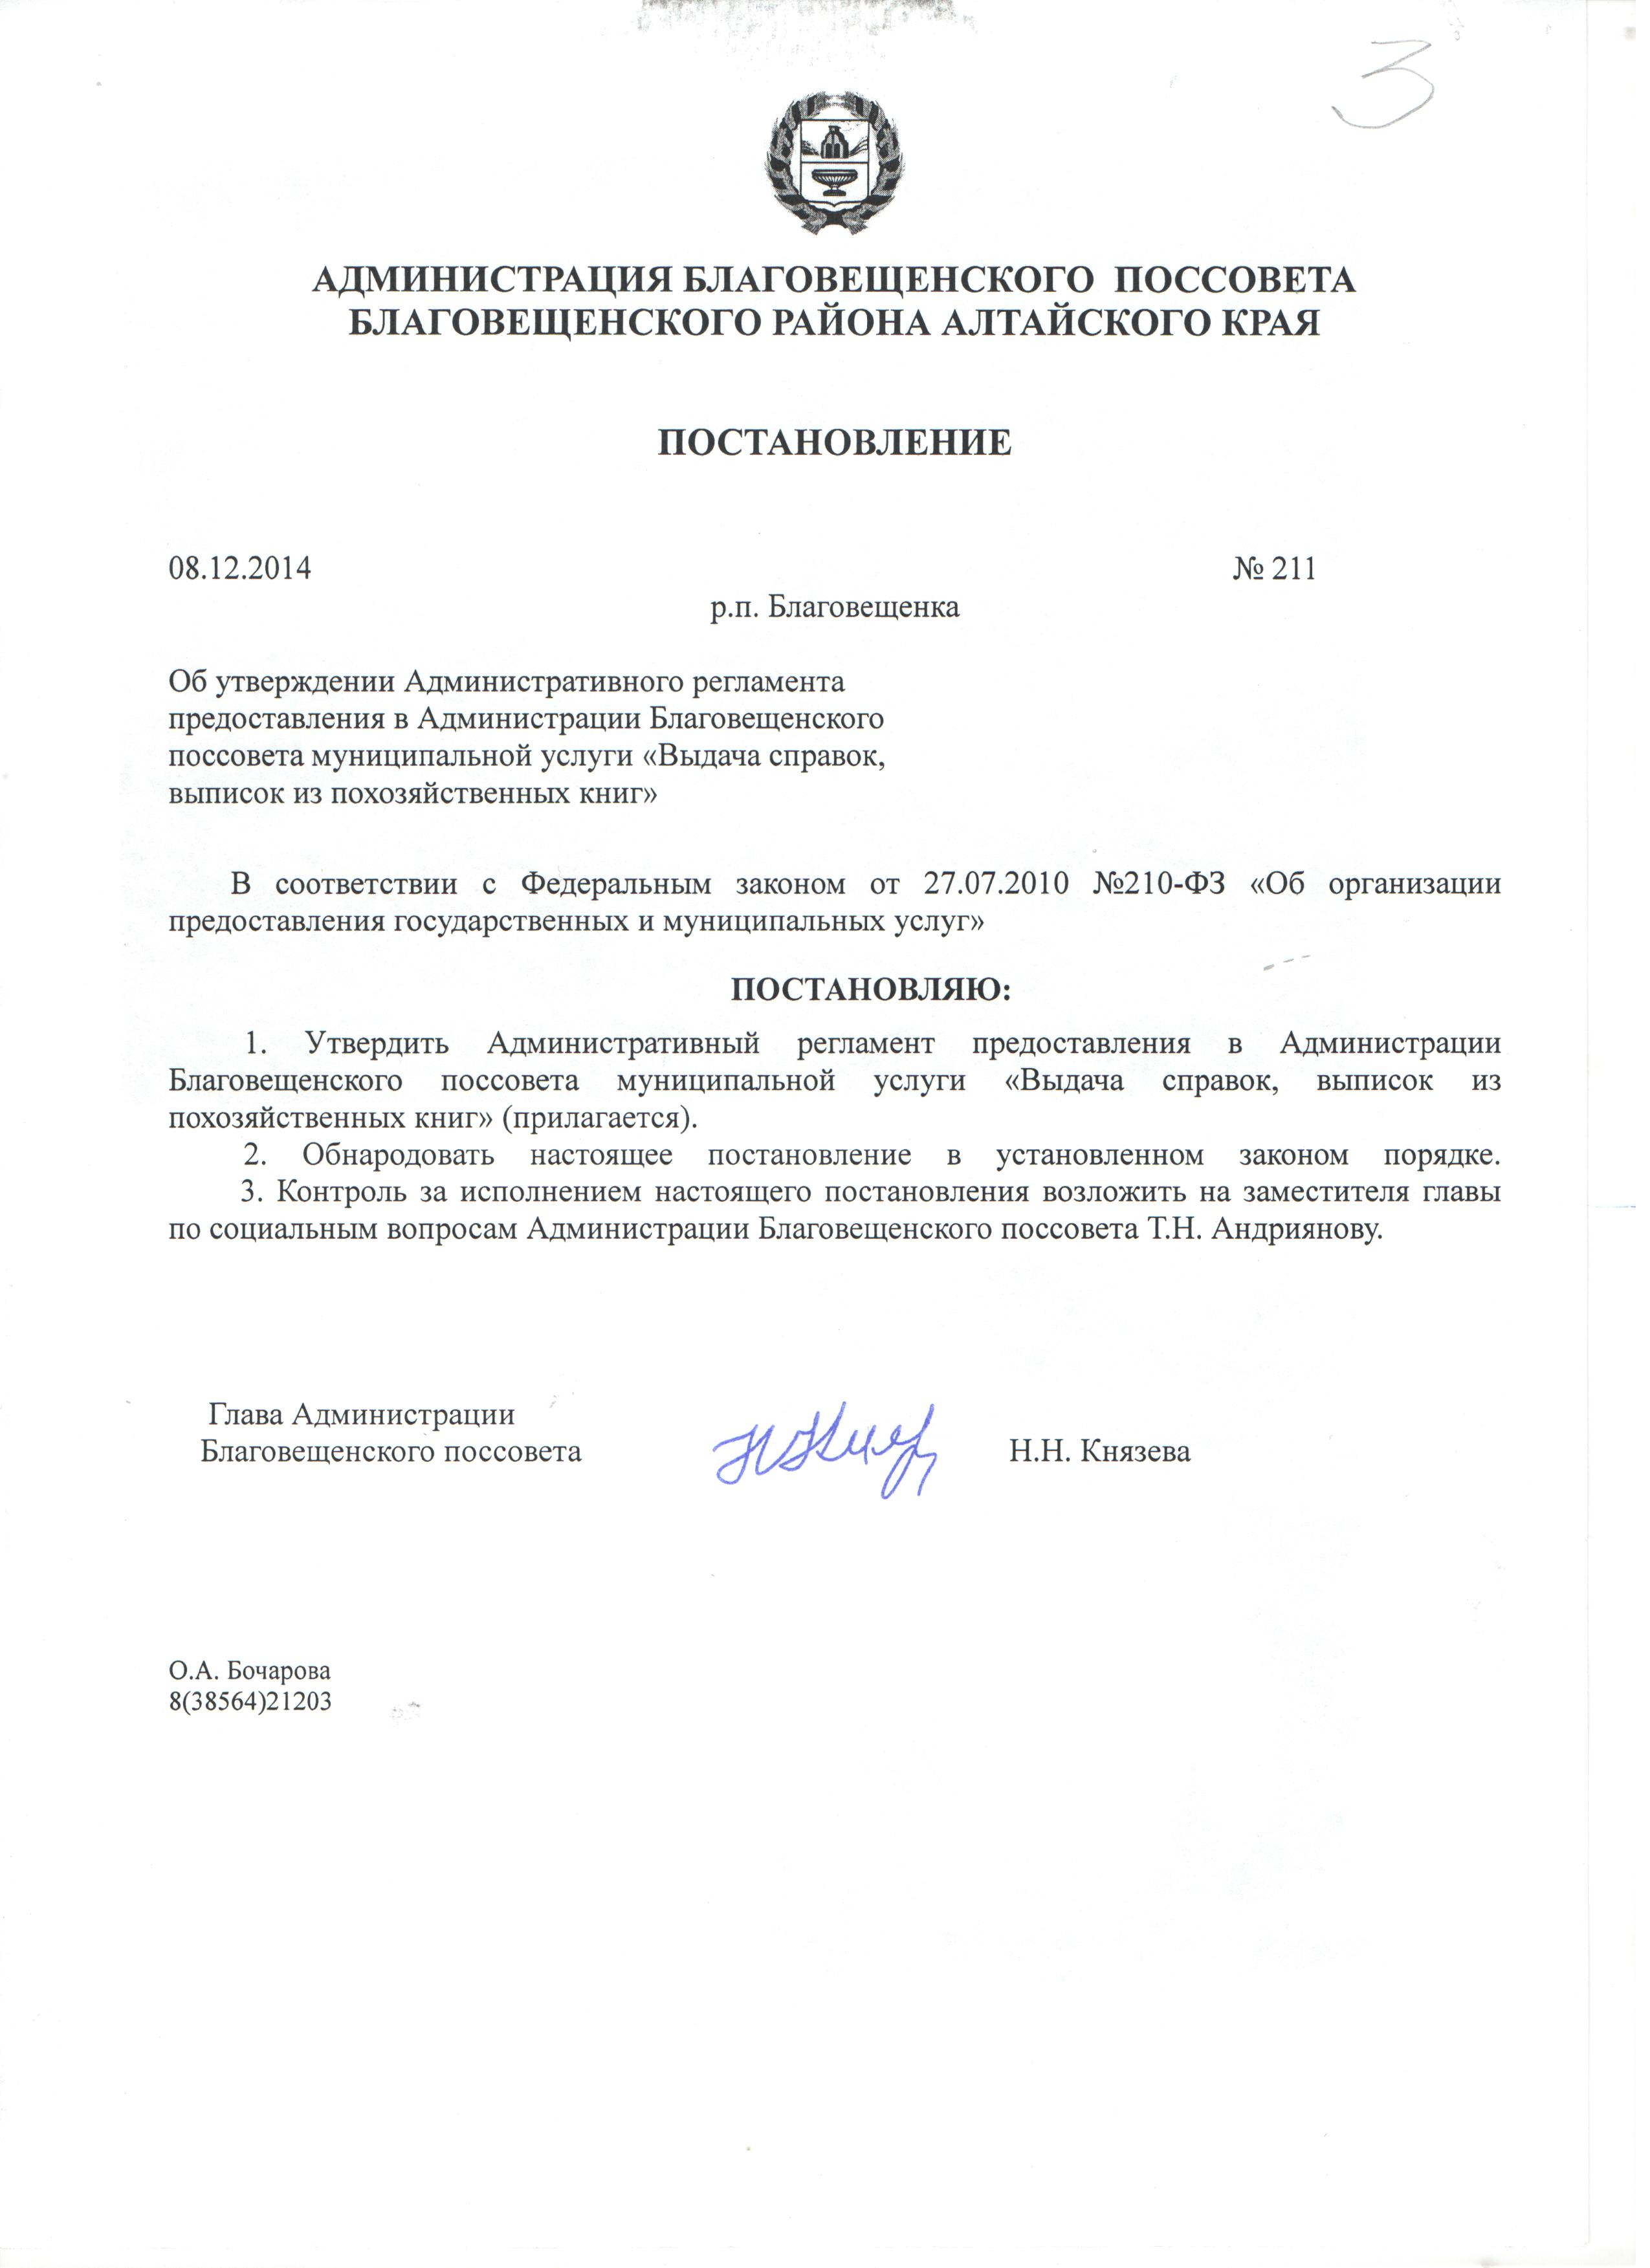 3
АДМИНИСТРАЦИЯ БЛАГОВЕЩЕНСКОГО ПОССОВЕТА
БЛАГОВЕЩЕНСКОГО РАЙОНА АЛТАЙСКОГО КРАЯ
ПОСТАНОВЛЕНИЕ
08.12.2014 № 211
р.п. Благовещенка
Об утверждении Административного регламента
предоставления в Администрации Благовещенского
поссовета муниципальной услуги «Выдача справок,
выписок из похозяйственных книг»
В соответствии с Федеральным законом от 27.07.2010 №210-ФЗ «Об организации
предоставления государственных и муниципальных услуг»
ПОСТАНОВЛЯЮ:
1. Утвердить Административный регламент предоставления в Администрации
Благовещенского поссовета муниципальной услуги «Выдача справок, выписок из
похозяйственных книг» (прилагается).
2. Обнародовать настоящее постановление в установленном законом порядке.
3. Контроль за исполнением настоящего постановления возложить на заместителя главы
по социальным вопросам Администрации Благовещенского поссовета Т.Н. Андриянову.
Глава Администрации
Благовещенского поссовета Н.Н. Князева
О.А. Бочарова
8(38564)21203